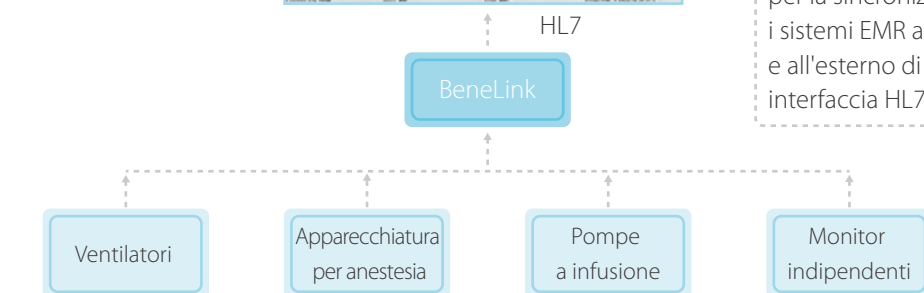 per la sincroniz
HL7
i sistemi EMR a
e all'esterno di
interfaccia HL7
BeneLink
Ventilatori
Apparecchiatura
per anestesia
Pompe
a infusione
Monitor
indipendenti